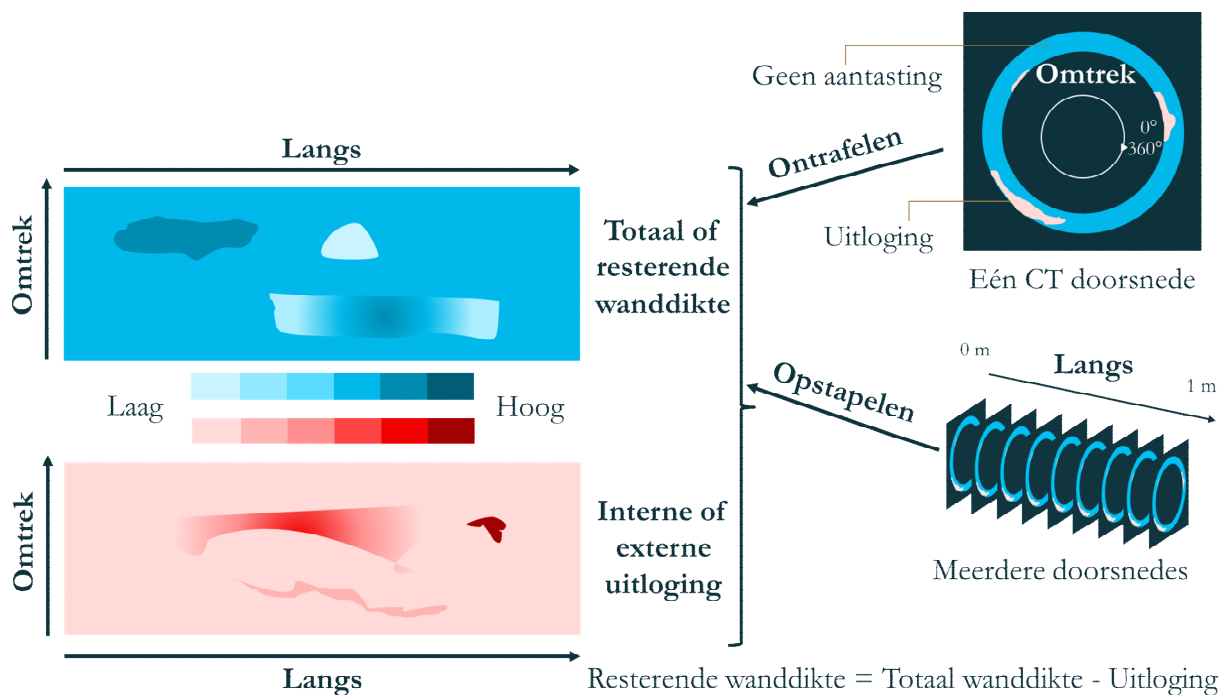 Langs
Omtrek
Totaal of
resterende
wanddikte
Laag
Hoog
Omtrek
Interne of
externe
uitloging
Langs
Geen aantasting
Omtrek
0°
360°
Ontrafelen
Uitloging
Eén CT doorsnede
0 m
Langs
1 m
Opstapelen
Meerdere doorsnedes
Resterende wanddikte = Totaal wanddikte - Uitloging